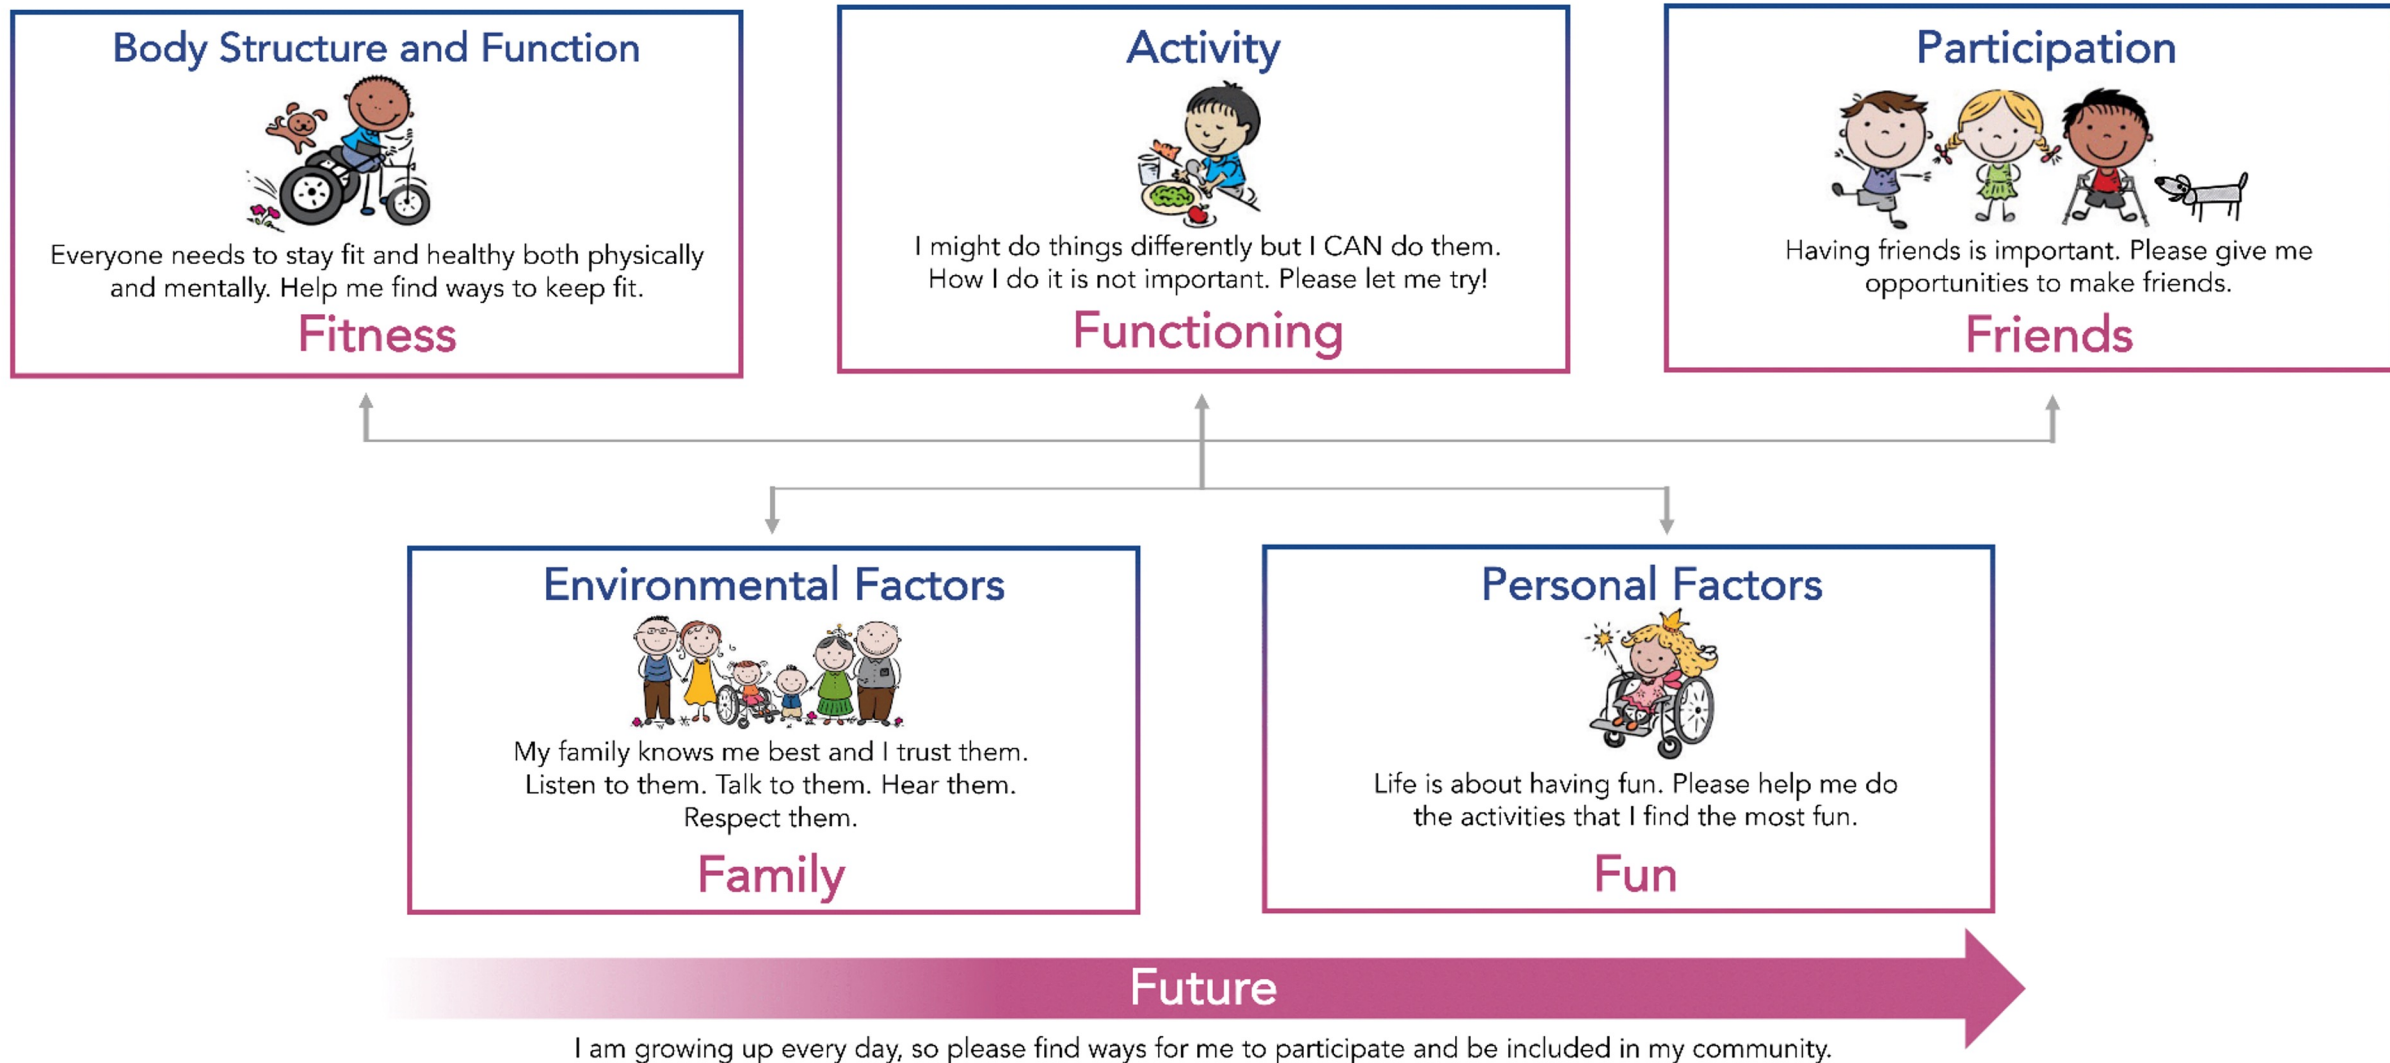 Body Structure and Function
Everyone needs to stay fit and healthy both physically
and mentally. Help me find ways to keep fit.
Fitness
Activity
I might do things differently but I CAN do them.
How I do it is not important. Please let me try!
Functioning
Participation
Having friends is important. Please give me
opportunities to make friends.
Friends
Environmental Factors
My family knows me best and I trust them.
Listen to them. Talk to them. Hear them.
Respect them.
Family
Personal Factors
Life is about having fun. Please help me do
the activities that I find the most fun.
Fun
Future
I am growing up every day, so please find ways for me to participate and be included in my community.